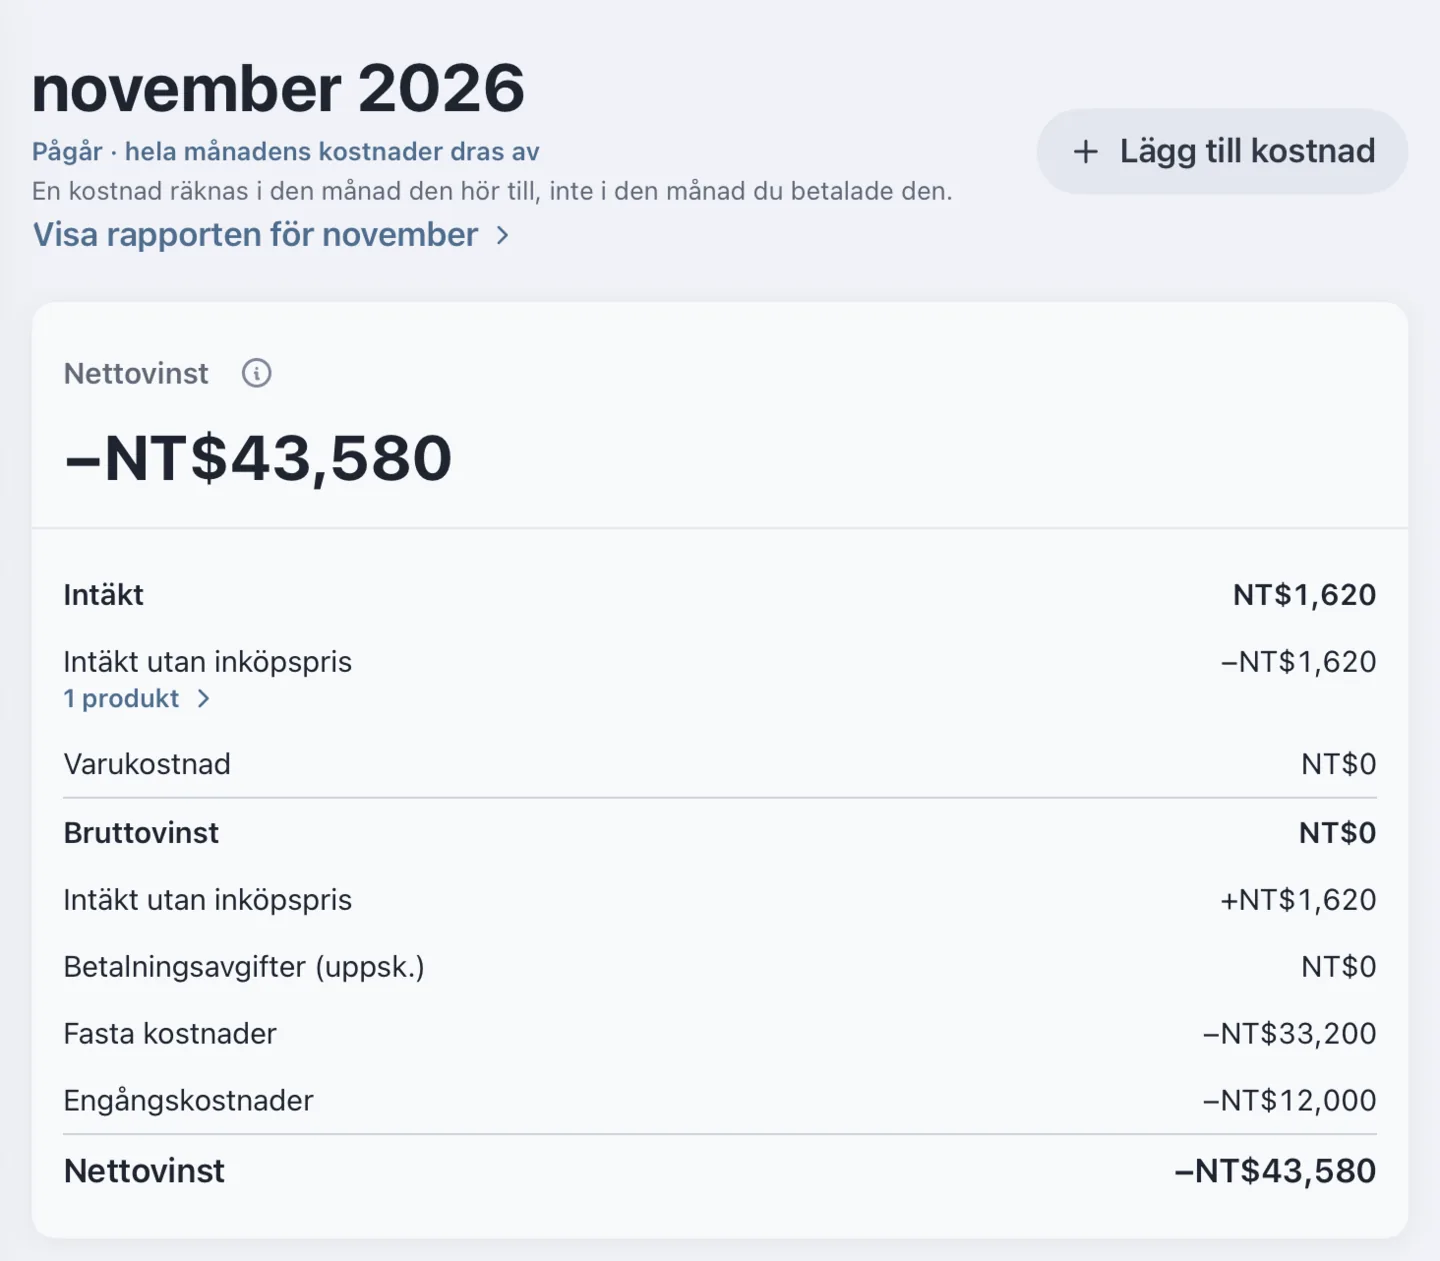 november 2026
Pågår · hela månadens kostnader dras av
En kostnad räknas i den månad den hör till, inte i den månad du betalade den.
Visa rapporten för november
+ Lägg till kostnad
Nettovinst
–NT$43,580
Intäkt NT$1,620
Intäkt utan inköpspris –NT$1,620
1 produkt
Varukostnad NT$0
Bruttovinst NT$0
Intäkt utan inköpspris +NT$1,620
Betalningsavgifter (uppsk.) NT$0
Fasta kostnader –NT$33,200
Engångskostnader –NT$12,000
Nettovinst –NT$43,580